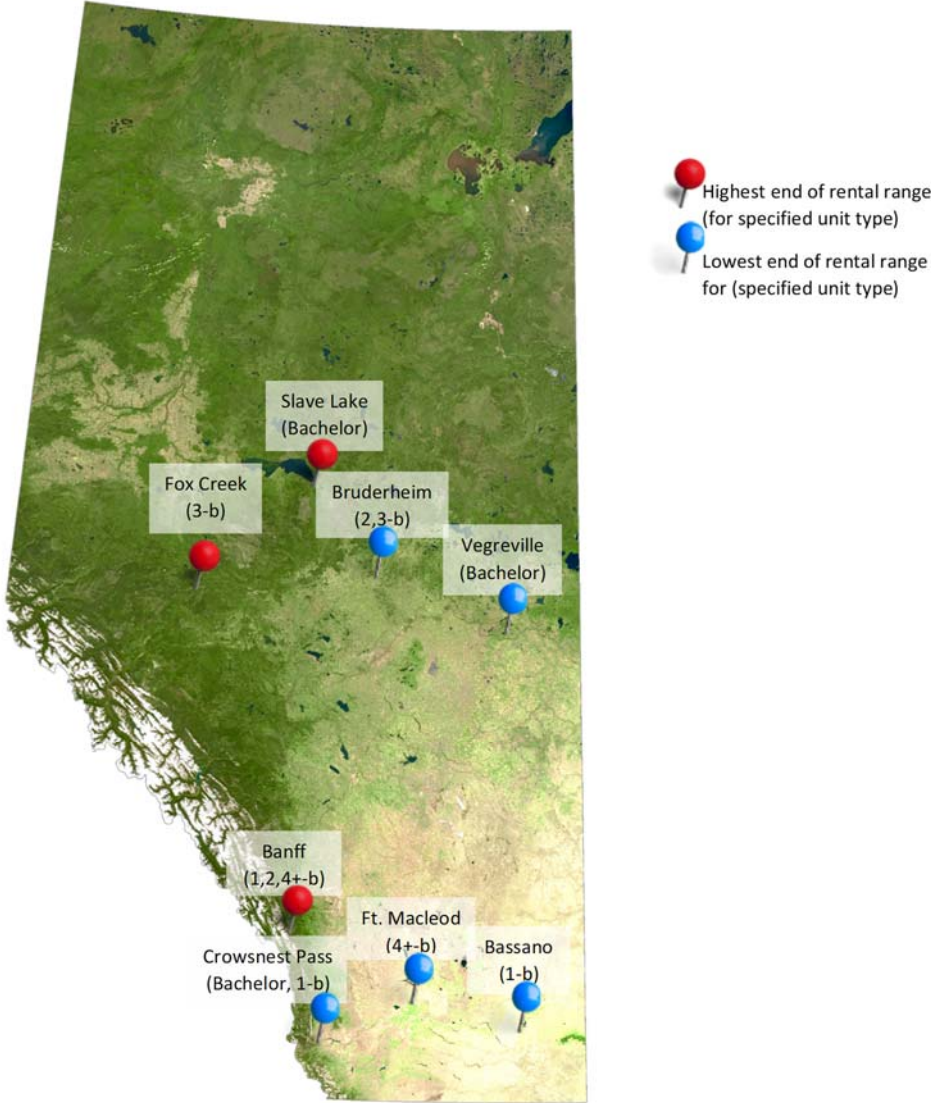 Highest end of rental range
(for specified unit type)
Lowest end of rental range
for (specified unit type)
Slave Lake
(Bachelor)
Fox Creek
(3-b)
Bruderheim
(2,3-b)
Vegreville
(Bachelor)
Banff
(1,2,4+-b)
Ft. Macleod
(4+-b)
Bassano
(1-b)
Crowsnest Pass
(Bachelor, 1-b)